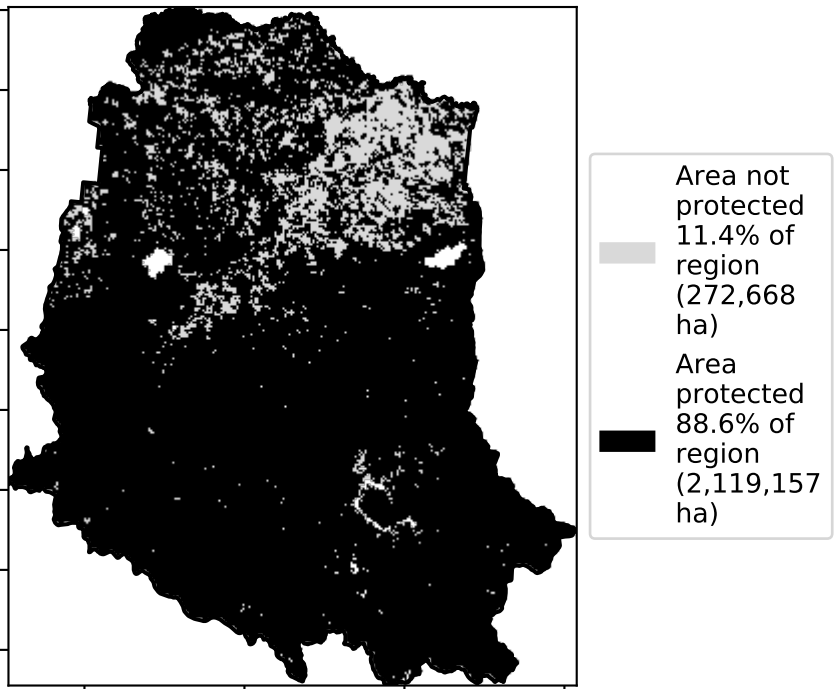 Area not
protected
11.4% of
region
(272,668
ha)
Area
protected
88.6% of
region
(2,119,157
ha)